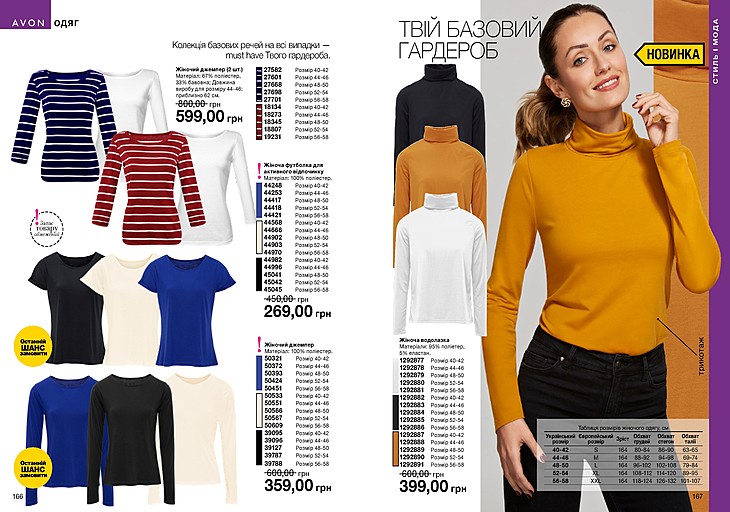 AVON одяг
Колекція базових речей на всі випадки —
must have Твого гардероба.
Жіночий джемпер (2 шт.)
Матеріал: 67% поліестер,
33% бавовна; Довжина
виробу для розміру 44-46:
приблизно 62 см.
800,00 грн
599,00 грн
27582 Розмір 40-42
27601 Розмір 44-46
27668 Розмір 48-50
27698 Розмір 52-54
27701 Розмір 56-58
18134 Розмір 40-42
18273 Розмір 44-46
18345 Розмір 48-50
18807 Розмір 52-54
19231 Розмір 56-58
! Жіноча футболка для
активного відпочинку
Матеріал: 100% поліестер.
44248 Розмір 40-42
44253 Розмір 44-46
44417 Розмір 48-50
44418 Розмір 52-54
44421 Розмір 56-58
44568 Розмір 40-42
44666 Розмір 44-46
44902 Розмір 48-50
44903 Розмір 52-54
44970 Розмір 56-58
44982 Розмір 40-42
44996 Розмір 44-46
45041 Розмір 48-50
45042 Розмір 52-54
45045 Розмір 56-58
450,00 грн
269,00 грн
! Запас
товару
обмежений
Останній
ШАНС
замовити
! Жіночий джемпер
Матеріал: 100% поліестер.
50321 Розмір 40-42
50372 Розмір 44-46
50393 Розмір 48-50
50424 Розмір 52-54
50451 Розмір 56-58
50533 Розмір 40-42
50551 Розмір 44-46
50566 Розмір 48-50
50567 Розмір 52-54
50609 Розмір 56-58
39095 Розмір 40-42
39096 Розмір 44-46
39127 Розмір 48-50
39787 Розмір 52-54
39788 Розмір 56-58
600,00 грн
359,00 грн
Останній
ШАНС
замовити
166
ТВІЙ БАЗОВИЙ
ГАРДЕРОБ
НОВИНКА
СТИЛЬ І МОДА
Жіноча водолазка
Матеріали: 95% поліетер,
5% еластан.
1292877 Розмір 40-42
1292878 Розмір 44-46
1292879 Розмір 48-50
1292880 Розмір 52-54
1292881 Розмір 56-58
1292882 Розмір 40-42
1292883 Розмір 44-46
1292884 Розмір 48-50
1292885 Розмір 52-54
1292886 Розмір 56-58
1292887 Розмір 40-42
1292888 Розмір 44-46
1292889 Розмір 48-50
1292890 Розмір 52-54
1292891 Розмір 56-58
600,00 грн
399,00 грн
трикотаж
Таблиця розмірів жіночого одягу, см
Український розмір Європейський розмір Зріст Обхват грудей Обхват стегон Обхват талії
40-42 S 164 80-84 86-90 63-65
44-46 M 164 88-92 94-98 69-74
48-50 L 164 96-102 102-108 79-84
52-54 XL 164 108-112 114-120 89-95
56-58 XXL 164 118-124 126-132 101-107
167